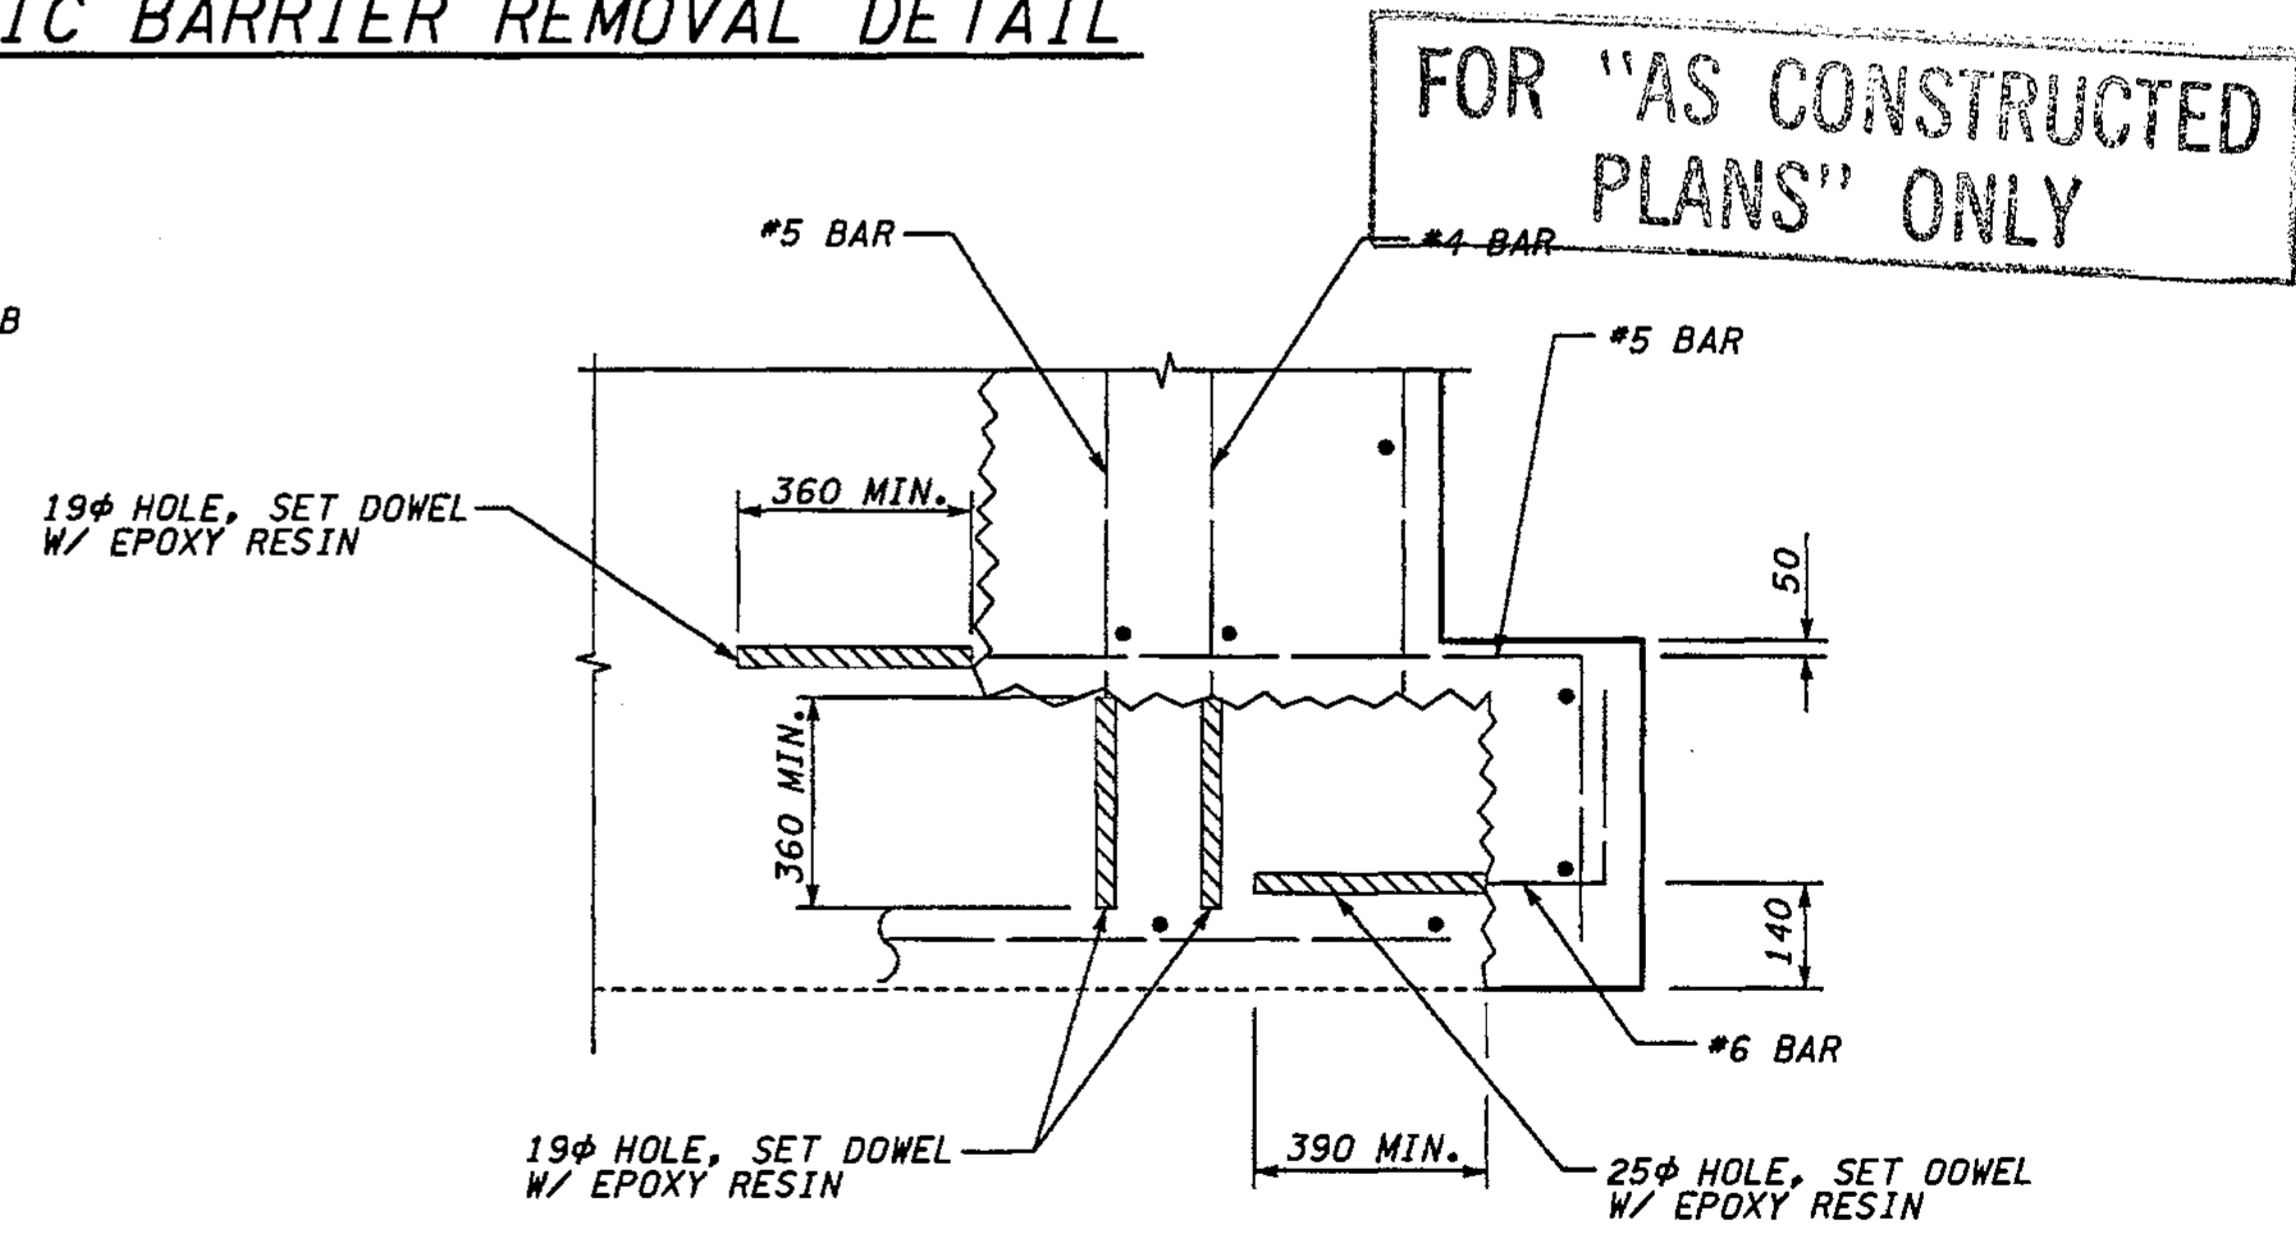 IC BARRIER REMOVAL DETAIL
FOR "AS CONSTRUCTED
PLANS" ONLY
#5 BAR
#4 BAR
B
#5 BAR
360 MIN.
19φ HOLE, SET DOWEL
W/ EPOXY RESIN
50
360 MIN.
140
#6 BAR
19φ HOLE, SET DOWEL
W/ EPOXY RESIN
390 MIN.
25φ HOLE, SET DOWEL
W/ EPOXY RESIN